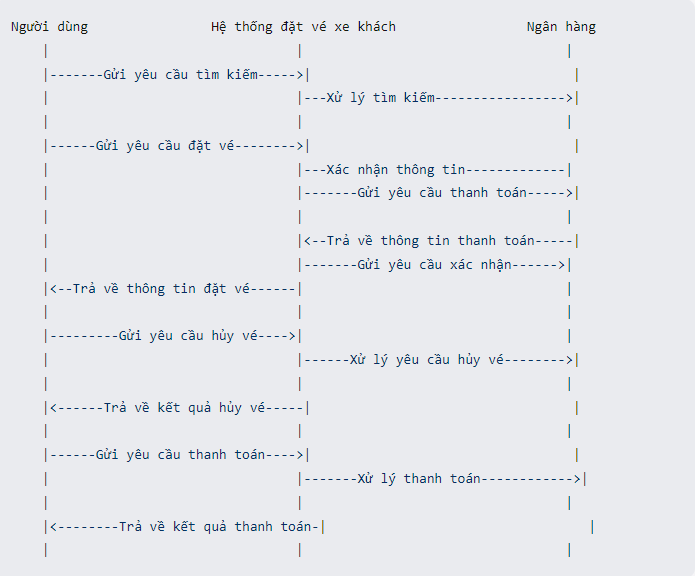 Người dùng                Hệ thống đặt vé xe khách                 Ngân hàng
    |                                |                                  |
    |-------Gửi yêu cầu tìm kiếm----->|                                  |
    |                                |---Xử lý tìm kiếm----------------->|
    |                                |                                  |
    |------Gửi yêu cầu đặt vé-------->|                                  |
    |                                |---Xác nhận thông tin-------------|
    |                                |-------Gửi yêu cầu thanh toán----->|
    |                                |                                  |
    |                                |<--Trả về thông tin thanh toán-----|
    |                                |-------Gửi yêu cầu xác nhận------>|
    |<--Trả về thông tin đặt vé------|                                  |
    |                                |                                  |
    |---------Gửi yêu cầu hủy vé---->|                                  |
    |                                |------Xử lý yêu cầu hủy vé-------->|
    |                                |                                  |
    |<------Trả về kết quả hủy vé-----|                                  |
    |                                |                                  |
    |------Gửi yêu cầu thanh toán---->|                                  |
    |                                |-------Xử lý thanh toán------------>|
    |                                |                                  |
    |<--------Trả về kết quả thanh toán-|                                  |
    |                                |                                  |